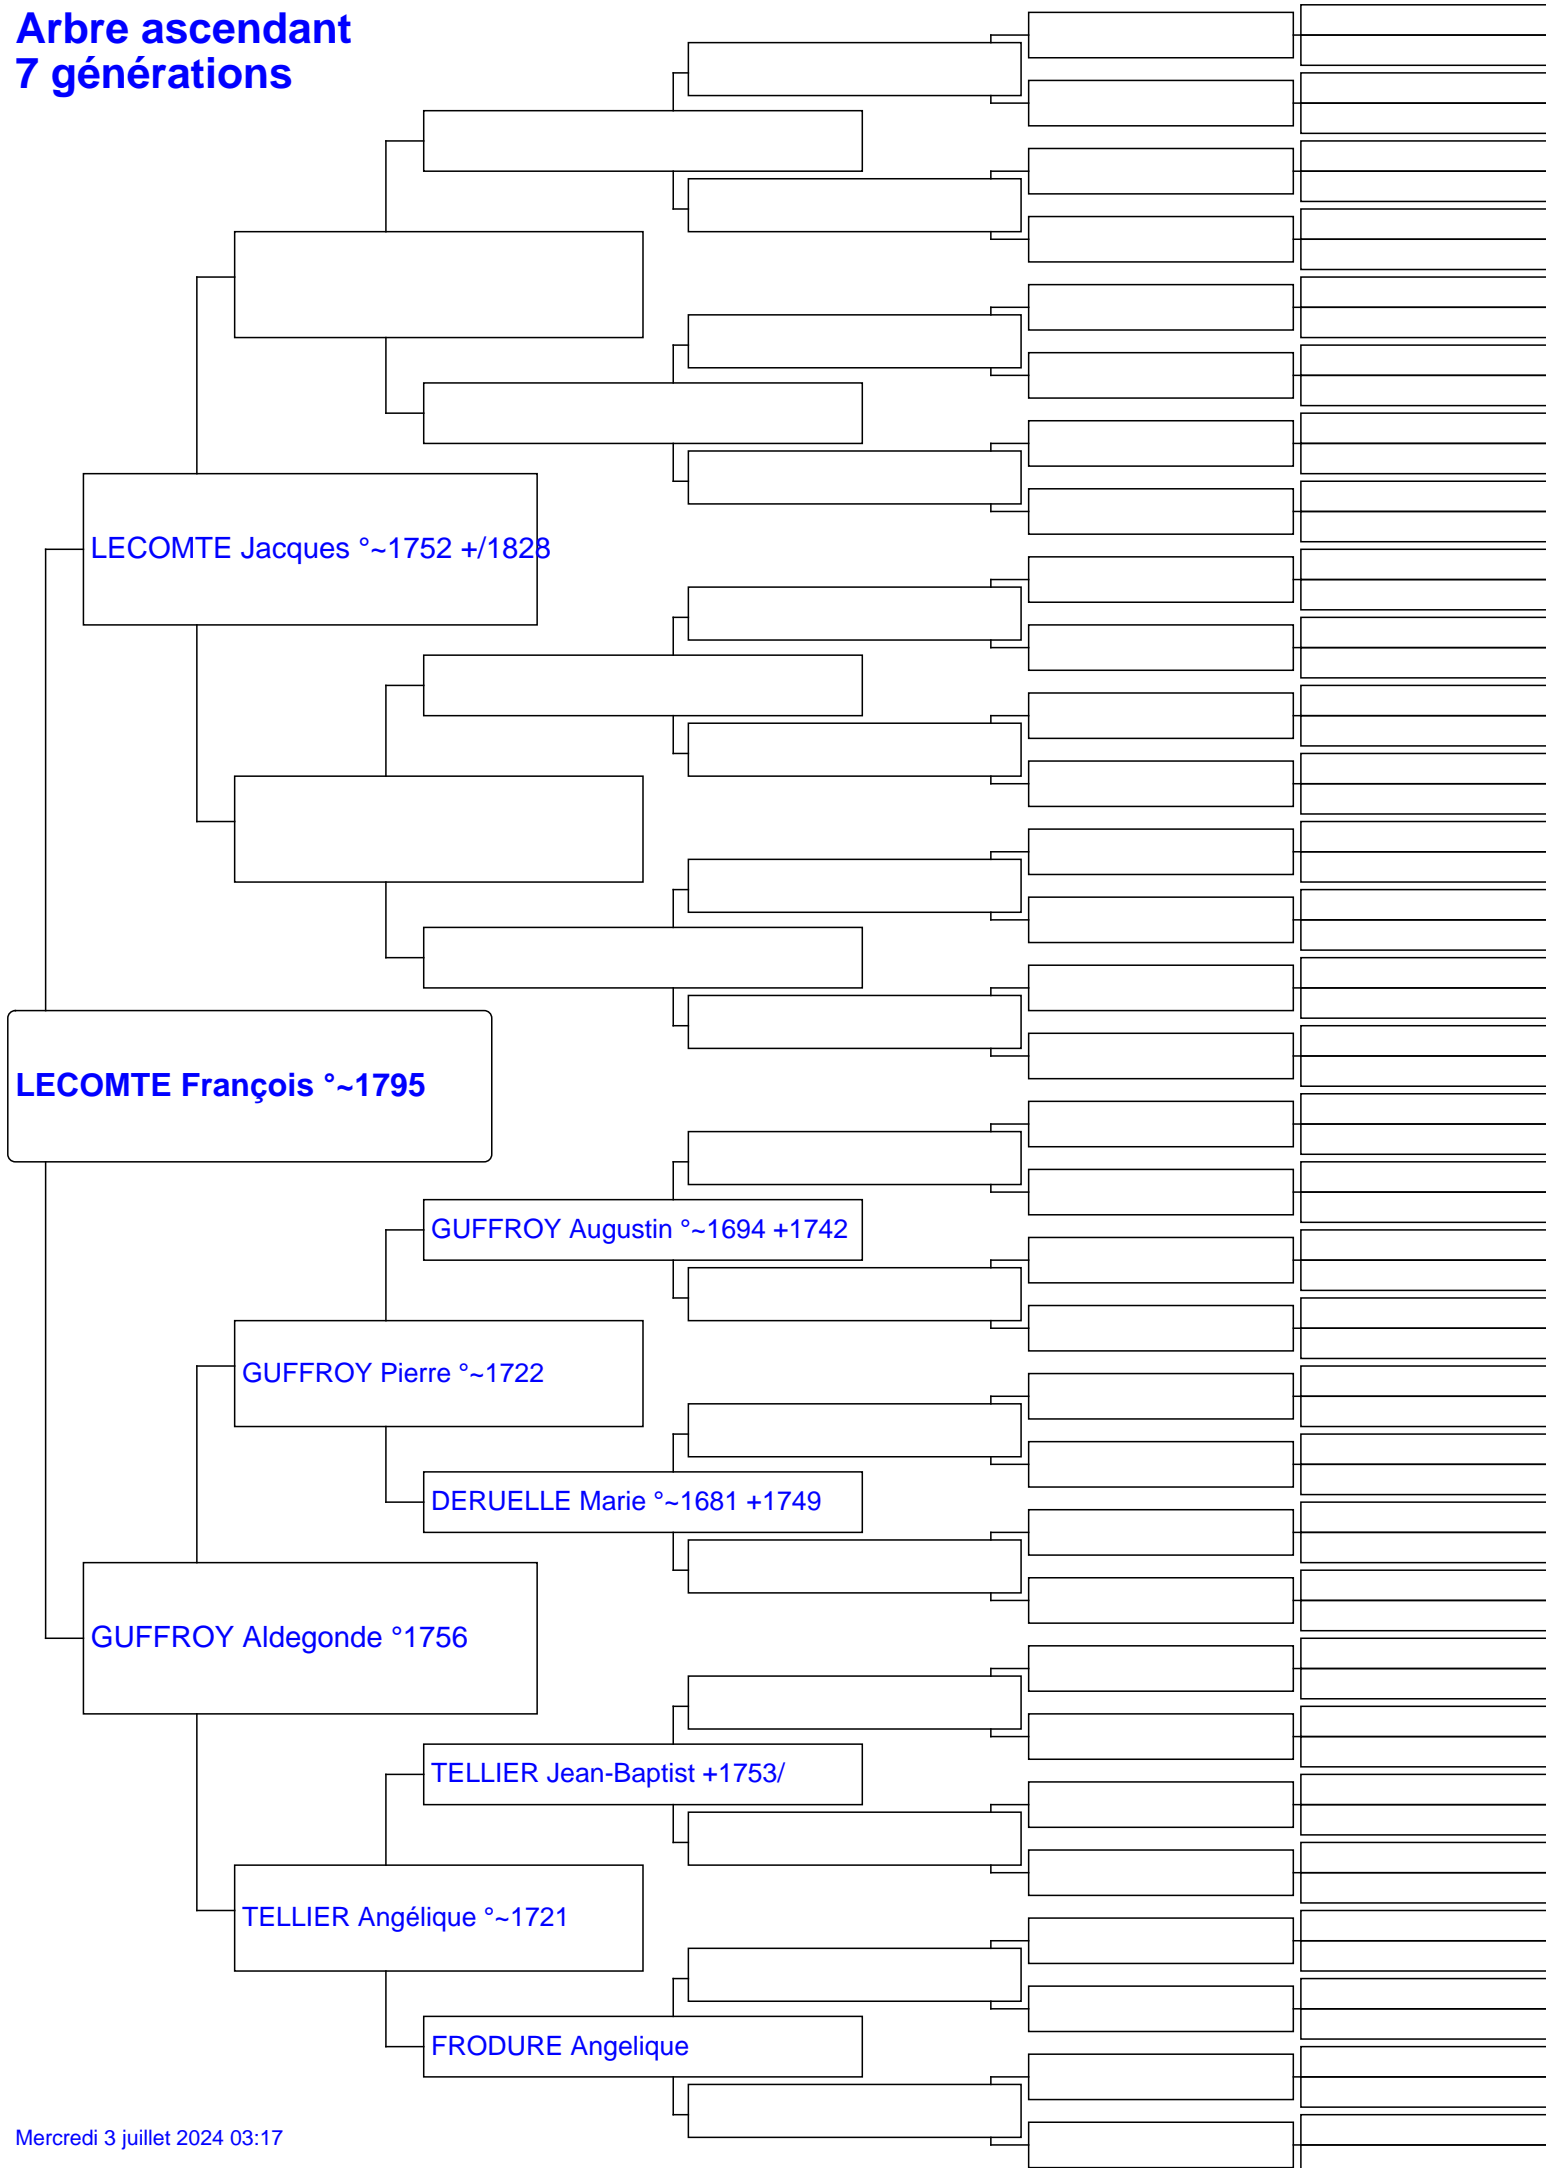 Arbre ascendant
7 générations
LECOMTE Jacques °~1752 +/1828
LECOMTE François °~1795
GUFFROY Augustin °~1694 +1742
GUFFROY Pierre °~1722
DERUELLE Marie °~1681 +1749
GUFFROY Aldegonde °1756
TELLIER Jean-Baptist +1753/
TELLIER Angélique °~1721
FRODURE Angelique
Mercredi 3 juillet 2024 03:17